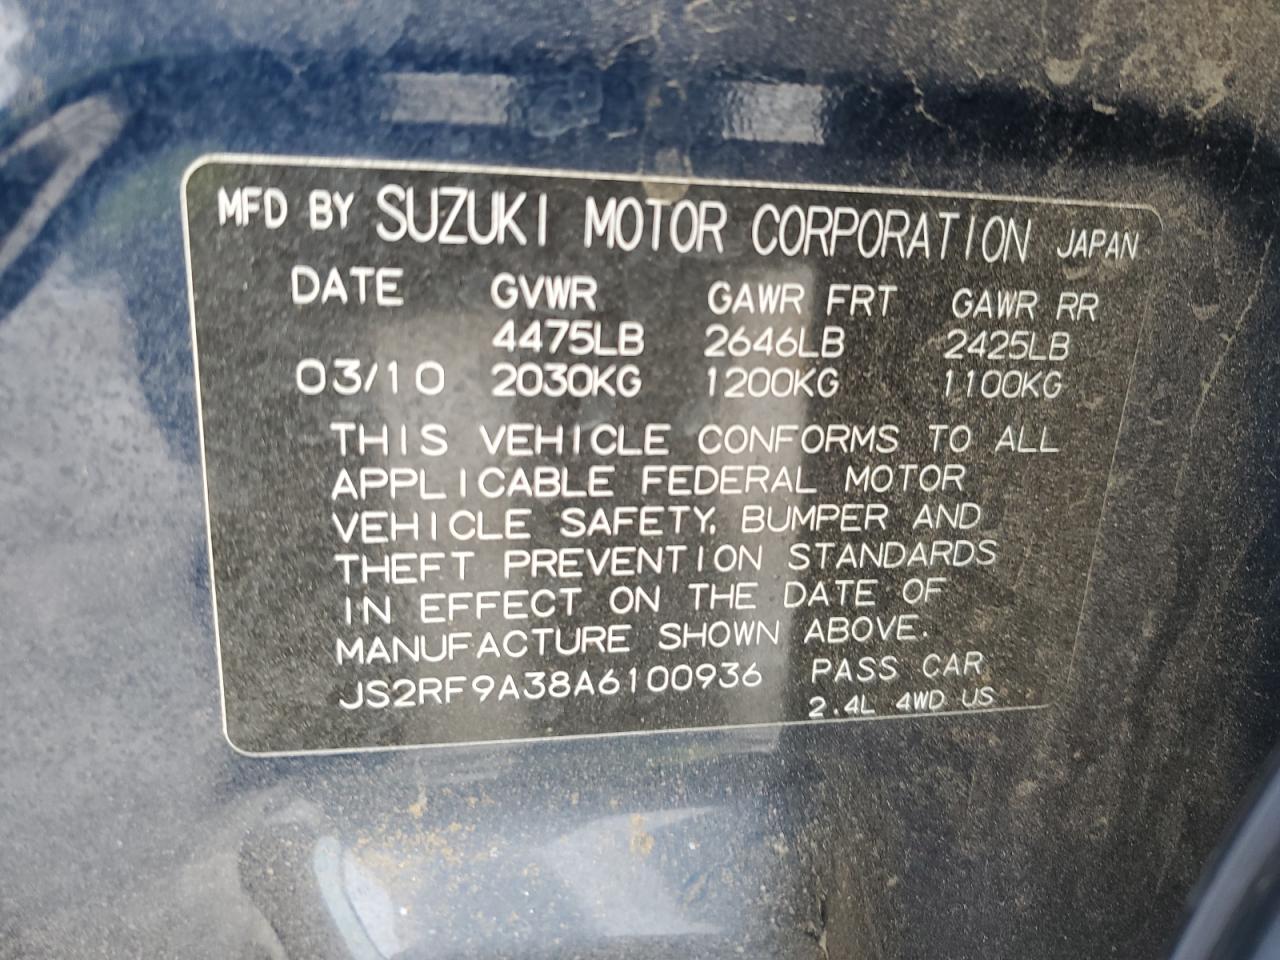 MFD BY SUZUKI MOTOR CORPORATION JAPAN
DATE GVWR GAWR FRT GAWR RR
4475LB 2646LB 2425LB
03/10 2030KG 1200KG 1100KG
THIS VEHICLE CONFORMS TO ALL
APPLICABLE FEDERAL MOTOR
VEHICLE SAFETY, BUMPER AND
THEFT PREVENTION STANDARDS
IN EFFECT ON THE DATE OF
MANUFACTURE SHOWN ABOVE.
JS2RF9A38A6100936 PASS CAR
2.4L 4WD US